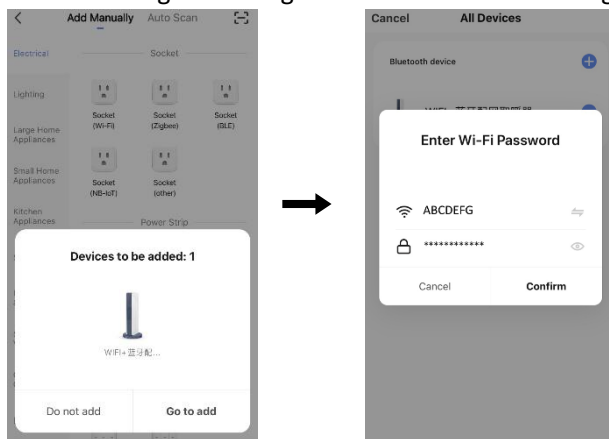 Add Manually Auto Scan
Electrical
Socket
Lighting
Large Home
Appliances
Small Home
Appliances
Kitchen
Appliances
Socket
(Wi-Fi)
Socket
(Zigbee)
Socket
(BLE)
Socket
(NB-IoT)
Socket
(other)
Power Strip
Devices to be added: 1
WIFI+蓝牙配...
Do not add
Go to add
Cancel
All Devices
Bluetooth device
Enter Wi-Fi Password
ABCDEFG
************
Cancel
Confirm